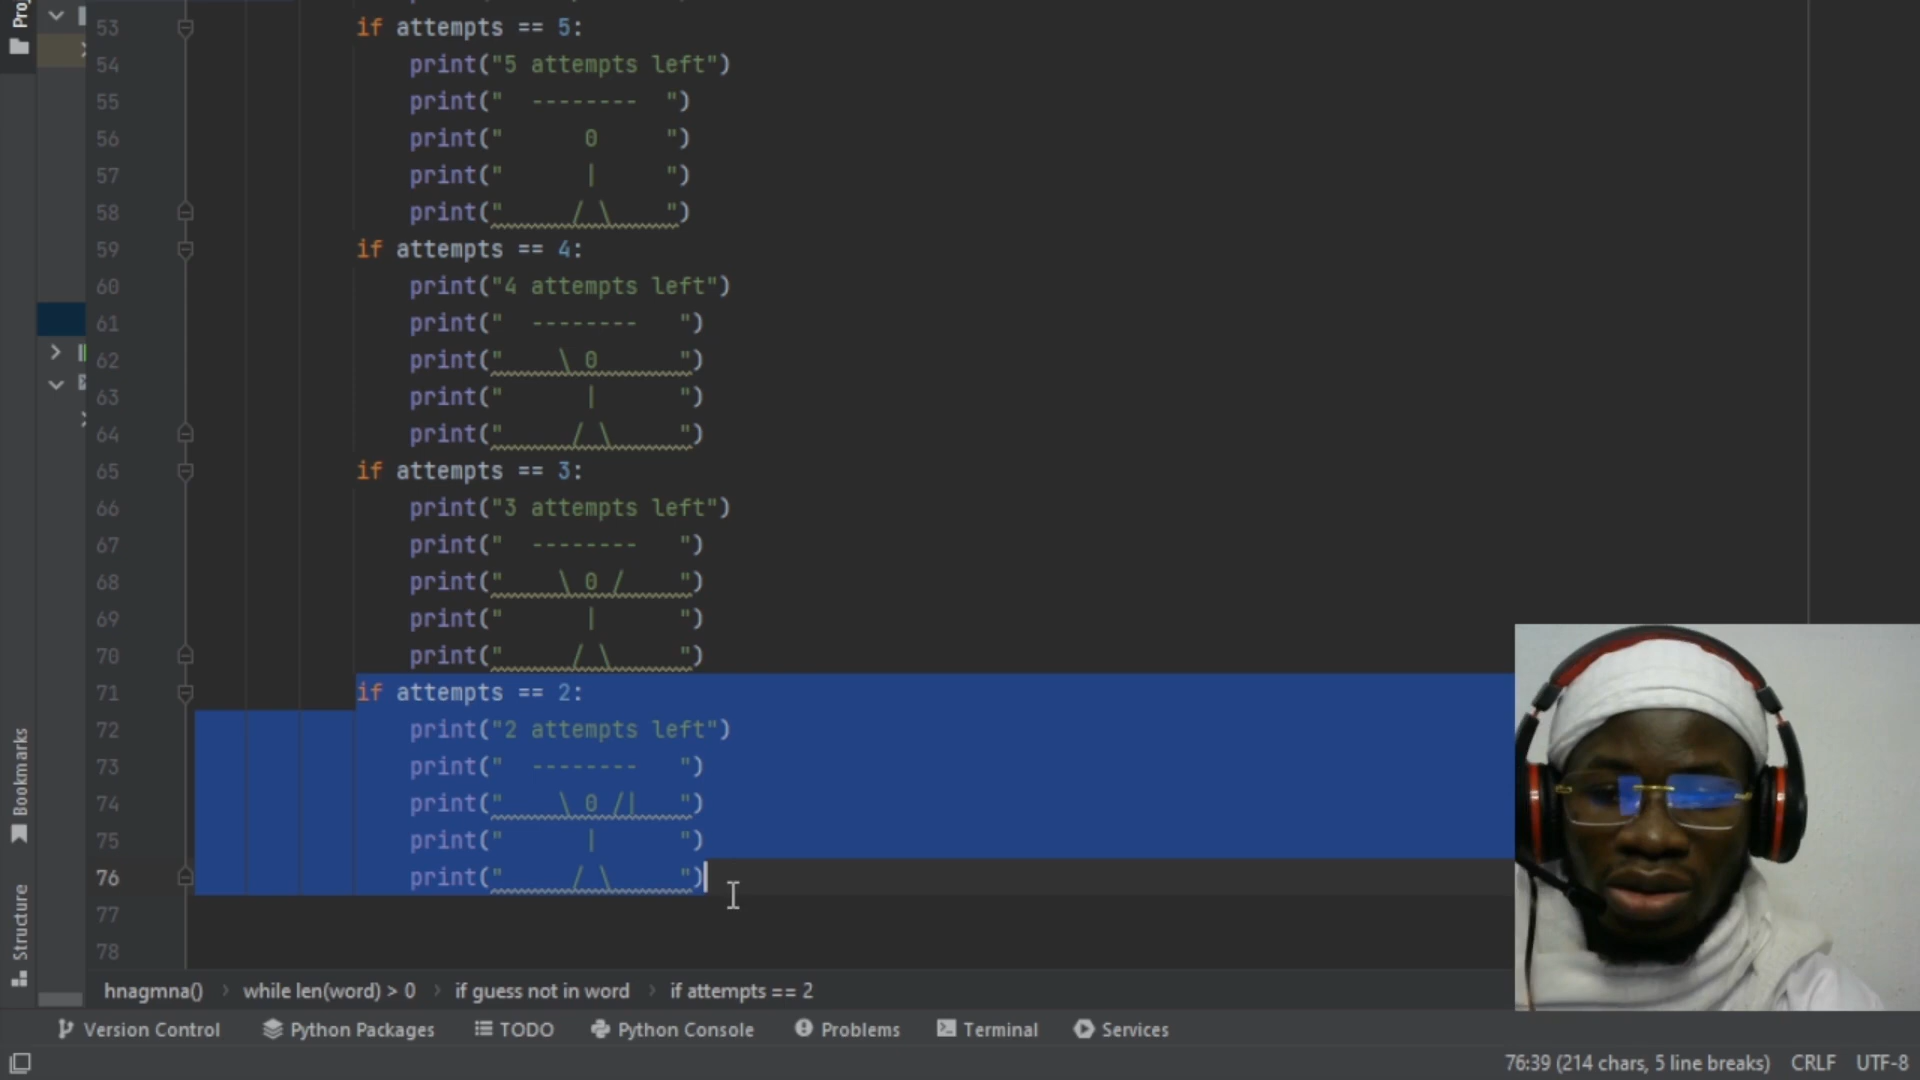 53 if attempts == 5:
54 print("5 attempts left")
55 print("  --------  ")
56 print("      0     ")
57 print("      |     ")
58 print("     / \    ")
59 if attempts == 4:
60 print("4 attempts left")
61 print("  --------   ")
62 print("    \ 0      ")
63 print("      |      ")
64 print("     / \     ")
65 if attempts == 3:
66 print("3 attempts left")
67 print("  --------   ")
68 print("    \ 0 /    ")
69 print("      |      ")
70 print("     / \     ")
71 if attempts == 2:
72 print("2 attempts left")
73 print("  --------   ")
74 print("    \ 0 /|   ")
75 print("      |      ")
76 print("     / \     ")
77
78
Bookmarks
Structure
hnagmna() › while len(word) > 0 › if guess not in word › if attempts == 2
Version Control Python Packages TODO Python Console Problems Terminal Services
76:39 (214 chars, 5 line breaks) CRLF UTF-8